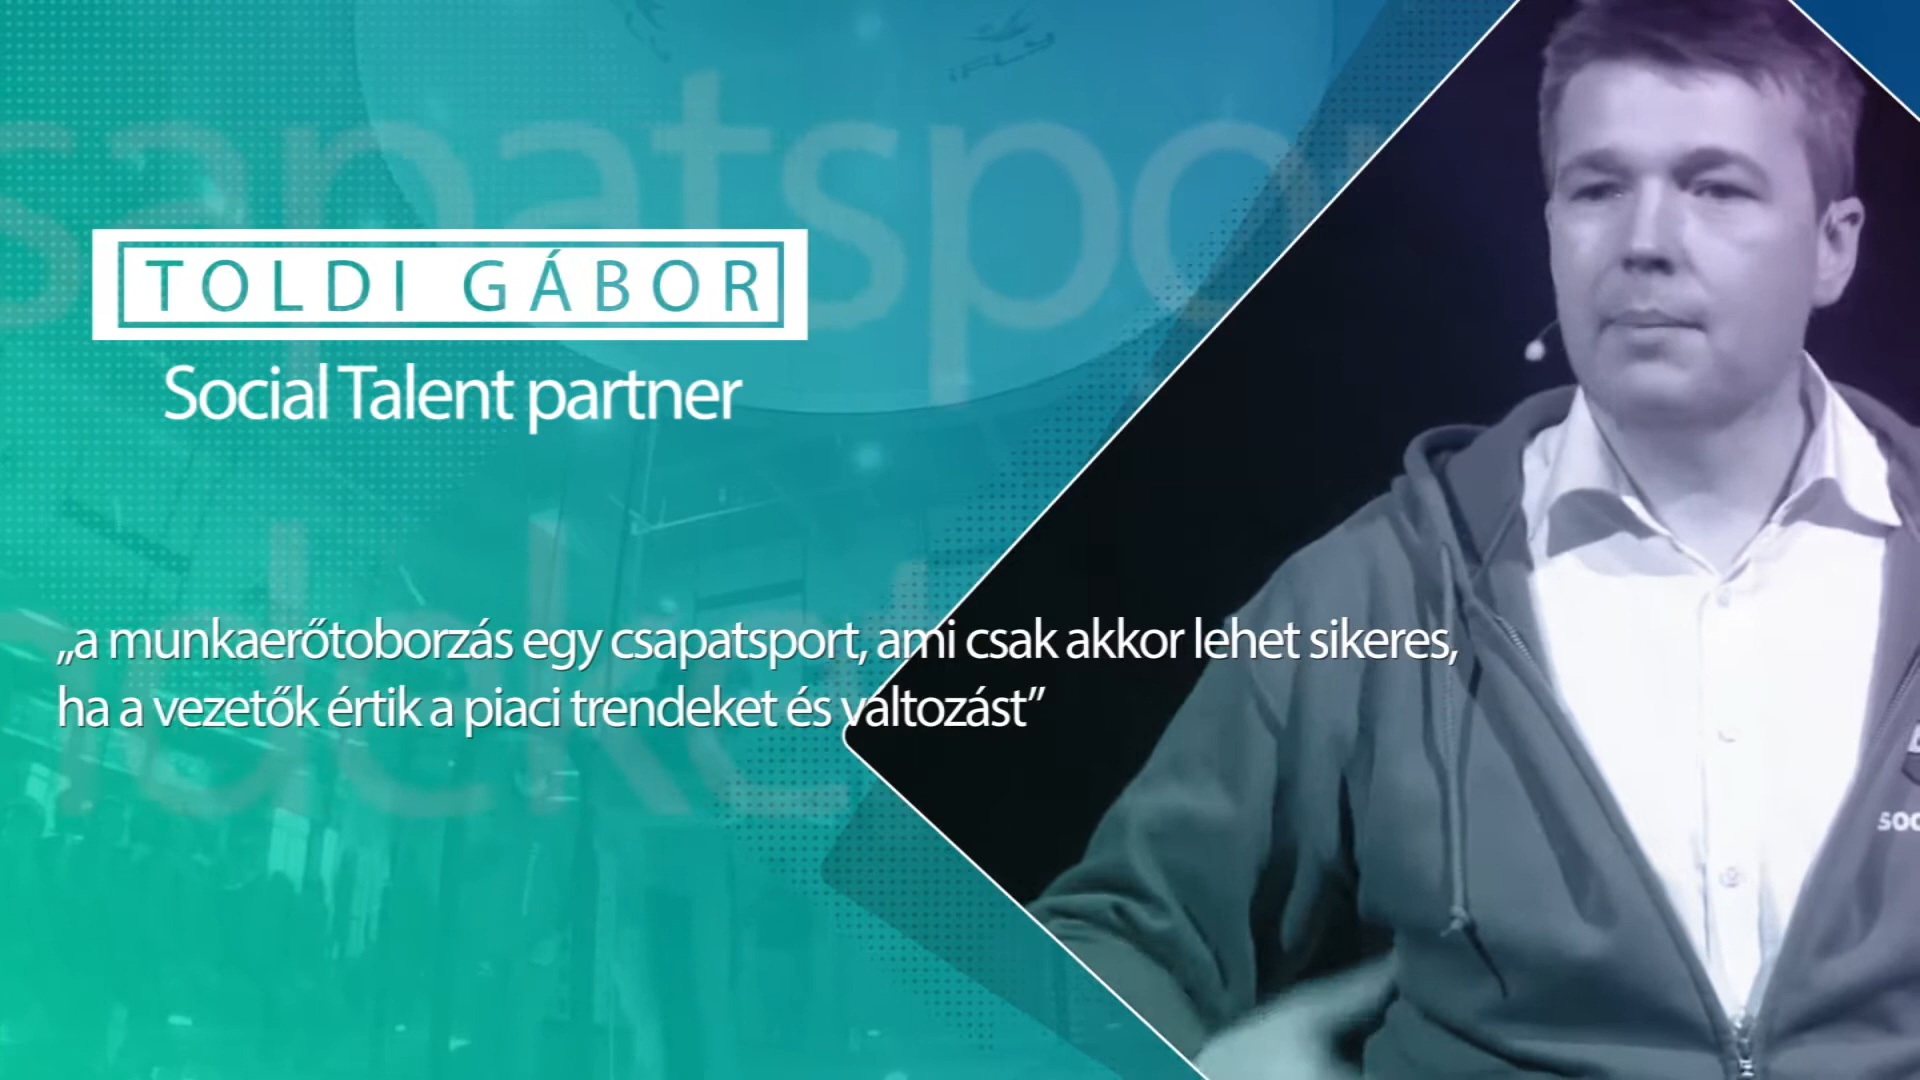 TOLDI GÁBOR
Social Talent partner
„a munkaerőtoborzás egy csapatsport, ami csak akkor lehet sikeres,
ha a vezetők értik a piaci trendeket és változást”